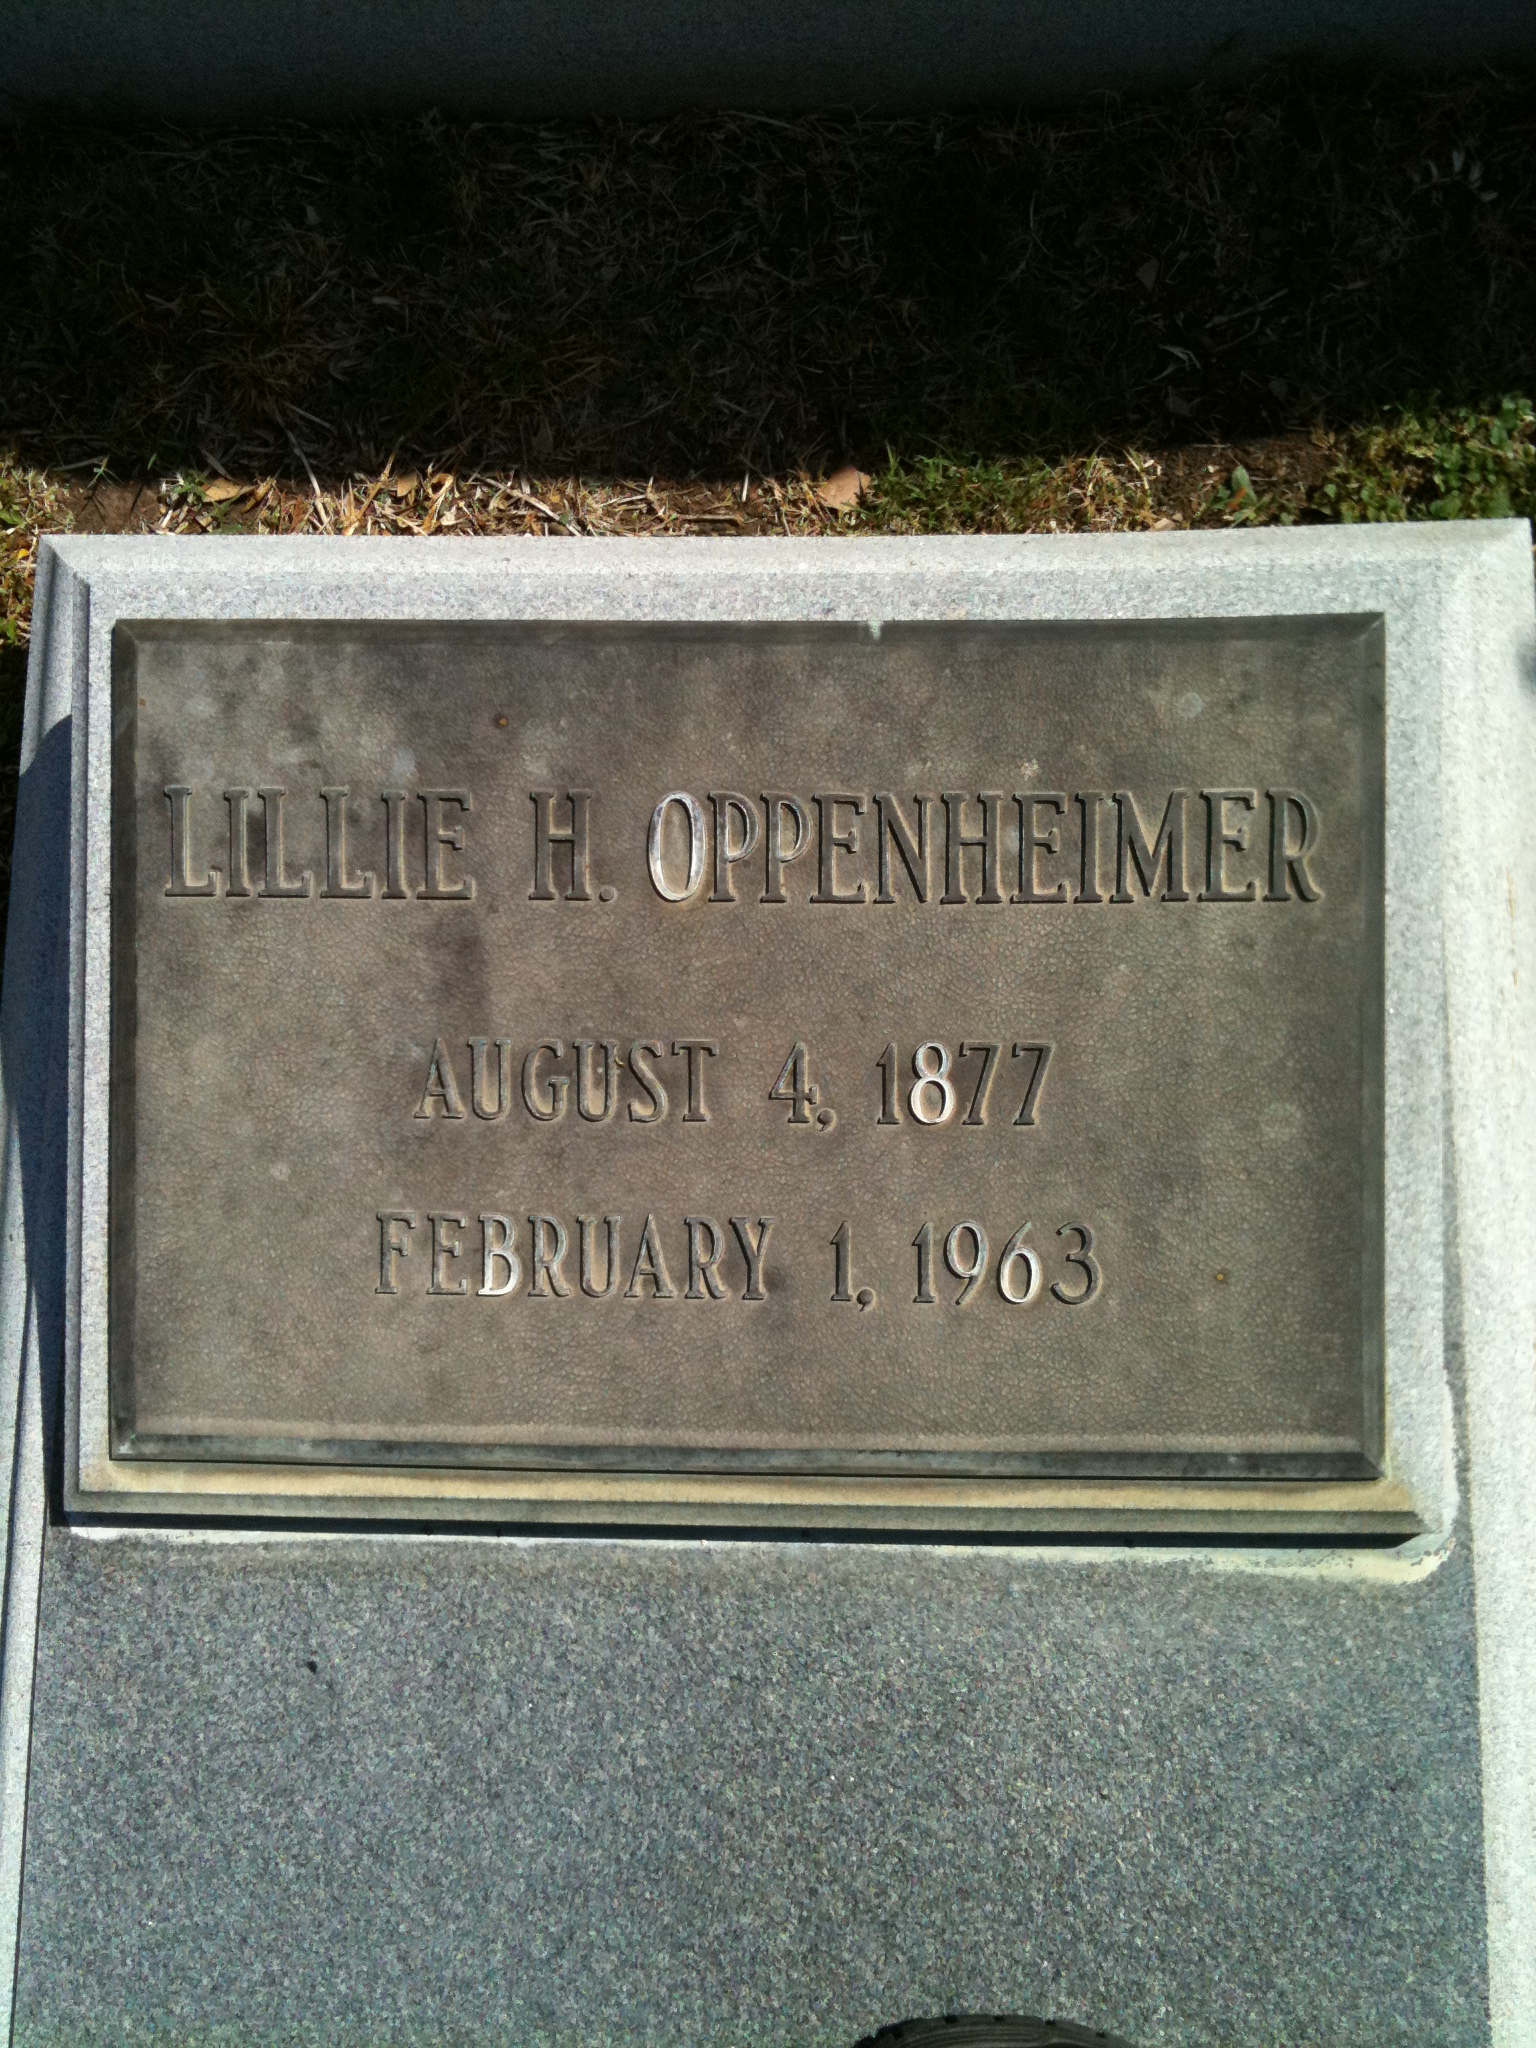 LILLIE H. OPPENHEIMER
AUGUST 4, 1877
FEBRUARY 1, 1963